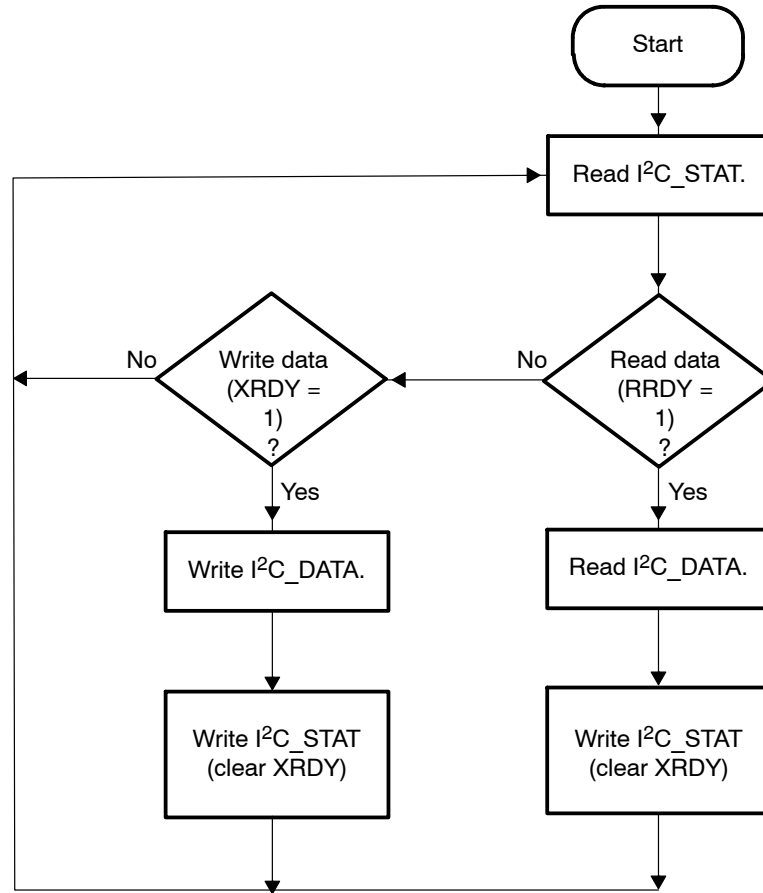 Start
Read I²C_STAT.
No
Write data
(XRDY =
1)
?
No
Read data
(RRDY =
1)
?
Yes
Yes
Write I²C_DATA.
Read I²C_DATA.
Write I²C_STAT
(clear XRDY)
Write I²C_STAT
(clear XRDY)